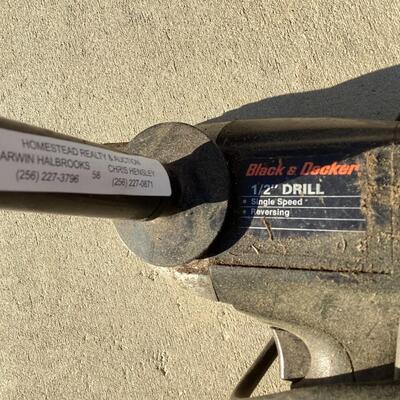 HOMESTEAD REALTY & AUCTION
ARWIN HALBROOKS 58 CHRIS HENSLEY
(256) 227-3796 (256) 227-0871
Black & Decker
1/2" DRILL
• Single Speed
• Reversing